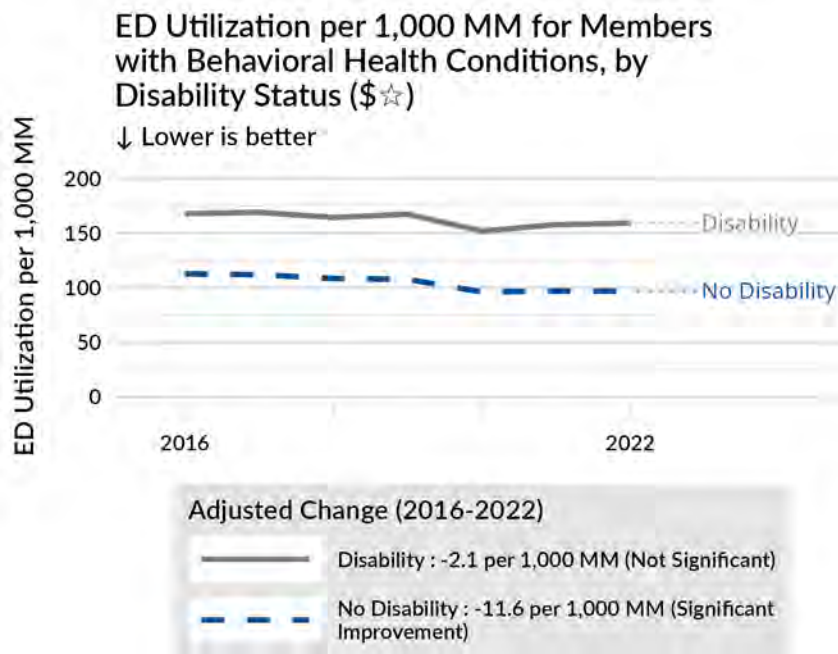 ED Utilization per 1,000 MM for Members
with Behavioral Health Conditions, by
Disability Status ($☆)
↓ Lower is better
ED Utilization per 1,000 MM
200
150
100
50
0
Disability
No Disability
2016
2022
Adjusted Change (2016-2022)
Disability : -2.1 per 1,000 MM (Not Significant)
No Disability : -11.6 per 1,000 MM (Significant
Improvement)